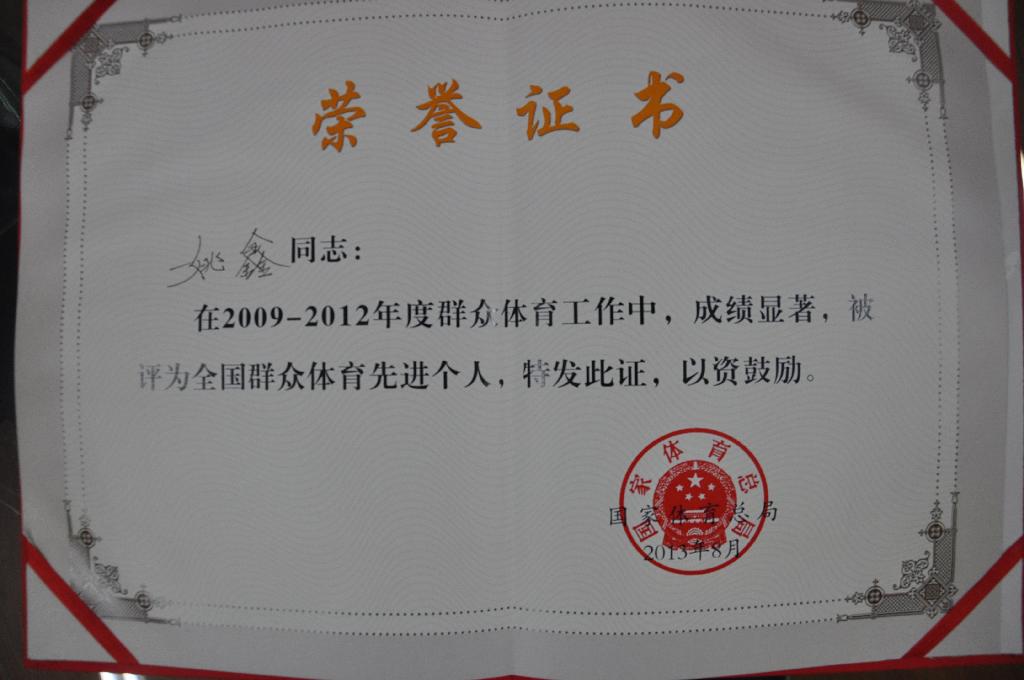 荣誉证书
姚鑫同志：
在2009-2012年度群众体育工作中，成绩显著，被
评为全国群众体育先进个人，特发此证，以资鼓励。
国家体育总局
国家体育总局
2013年8月